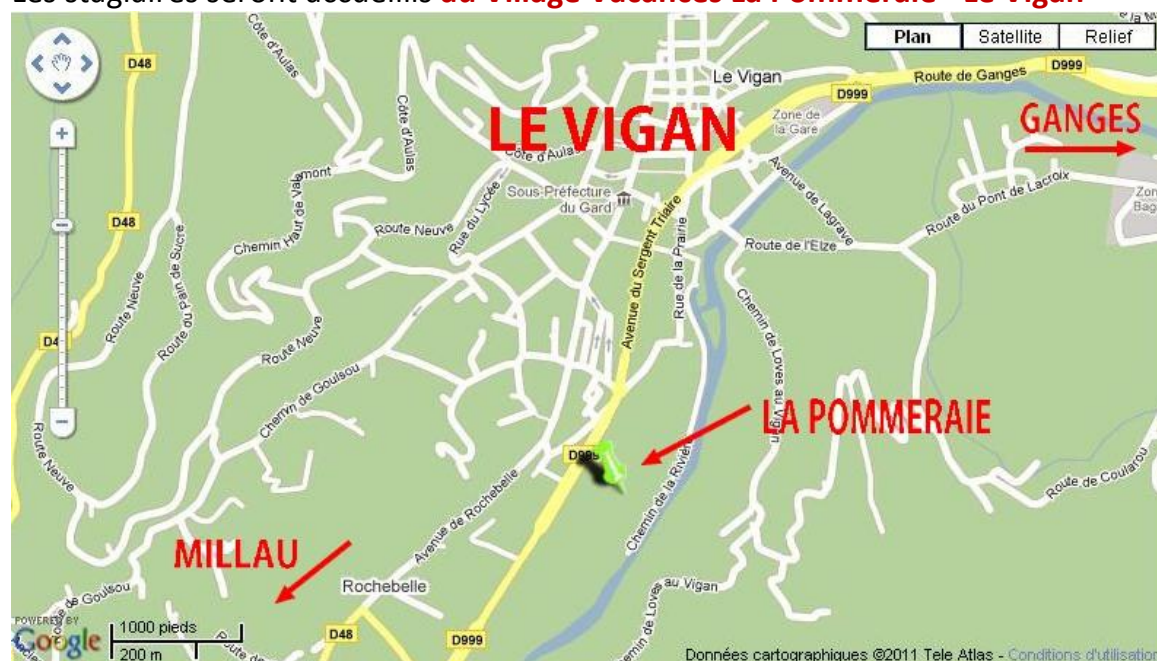 Les stagiaires seront accueillis au Village Vacances La Pommeraie - Le Vigan
Plan
Satellite
Relief
D48
Côte d'Aulas
Le Vigan
Route de Ganges
D999
D999
Zone de
la Gare
GANGES
LE VIGAN
Côte d'Aulas
Côte d'Aulas
Sous-Préfecture
du Gard
Avenue de Lagrave
Route du Pont de Lacroix
Chemin Haut de Valamont
Rue du Lycée
Route Neuve
D48
Route de l'Elze
Avenue du Sergent Triaire
Rue de la Prairie
Route du Pain de Sucre
Route Neuve
Route Neuve
Chemin de Goulsou
Chemin de Loves au Vigan
LA POMMERAIE
D999
Route Neuve
Chemin de la Rivière
Route de Coularou
Avenue de Rochebelle
MILLAU
Rochebelle
Chemin de Loves au Vigan
de Goulsou
POWERED BY
Google
1000 pieds
200 m
D48
D999
Données cartographiques ©2011 Tele Atlas - Conditions d'utilisation